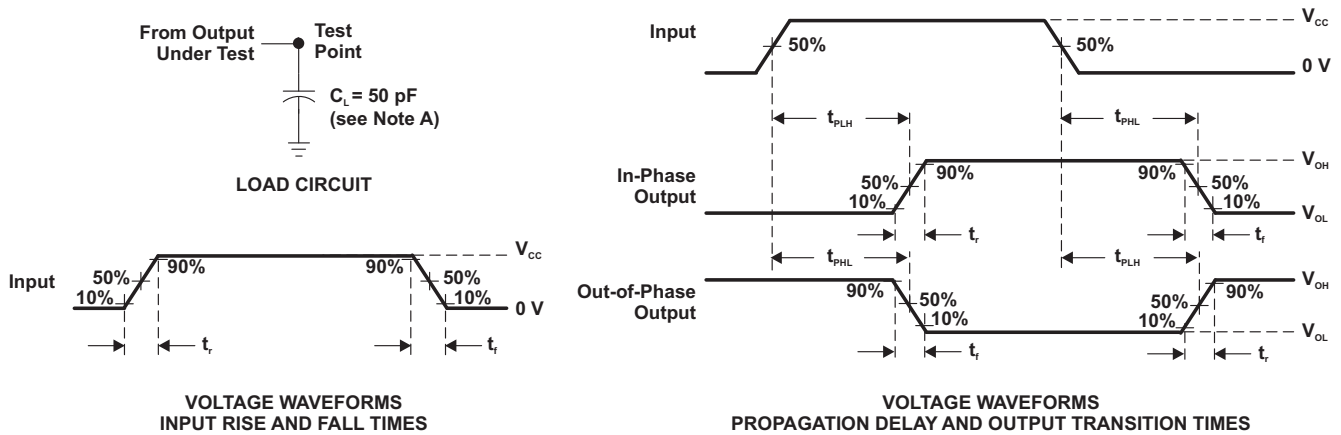 From Output
Under Test
Test
Point
C_L = 50 pF
(see Note A)
LOAD CIRCUIT
Input
50%
10%
90%
90%
50%
10%
V_CC
0 V
t_r
t_f
VOLTAGE WAVEFORMS
INPUT RISE AND FALL TIMES
Input
50%
50%
V_CC
0 V
t_PLH
t_PHL
In-Phase
Output
50%
10%
90%
90%
50%
10%
V_OH
V_OL
t_r
t_f
t_PHL
t_PLH
Out-of-Phase
Output
90%
50%
10%
50%
10%
90%
V_OH
V_OL
t_f
t_r
VOLTAGE WAVEFORMS
PROPAGATION DELAY AND OUTPUT TRANSITION TIMES